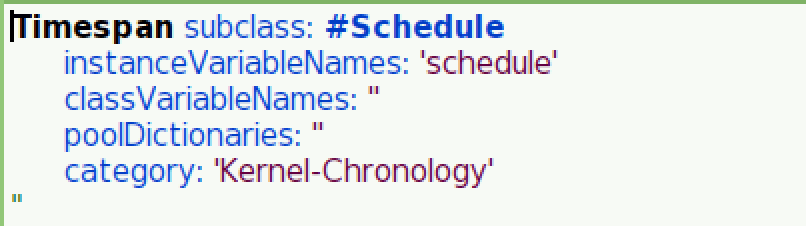 Timespan subclass: #Schedule
instanceVariableNames: 'schedule'
classVariableNames: ''
poolDictionaries: ''
category: 'Kernel-Chronology'
"